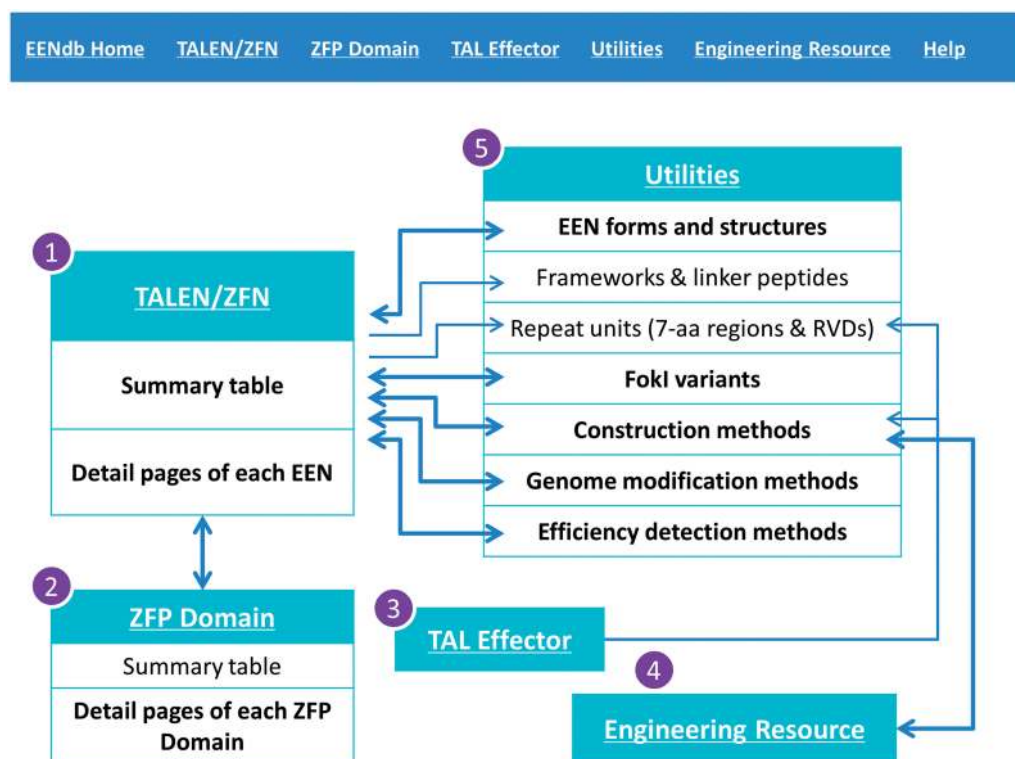 EENdb Home TALEN/ZFN ZFP Domain TAL Effector Utilities Engineering Resource Help
5
Utilities
EEN forms and structures
Frameworks & linker peptides
Repeat units (7-aa regions & RVDs)
FokI variants
Construction methods
Genome modification methods
Efficiency detection methods
1
TALEN/ZFN
Summary table
Detail pages of each EEN
2
ZFP Domain
Summary table
Detail pages of each ZFP
Domain
3
TAL Effector
4
Engineering Resource